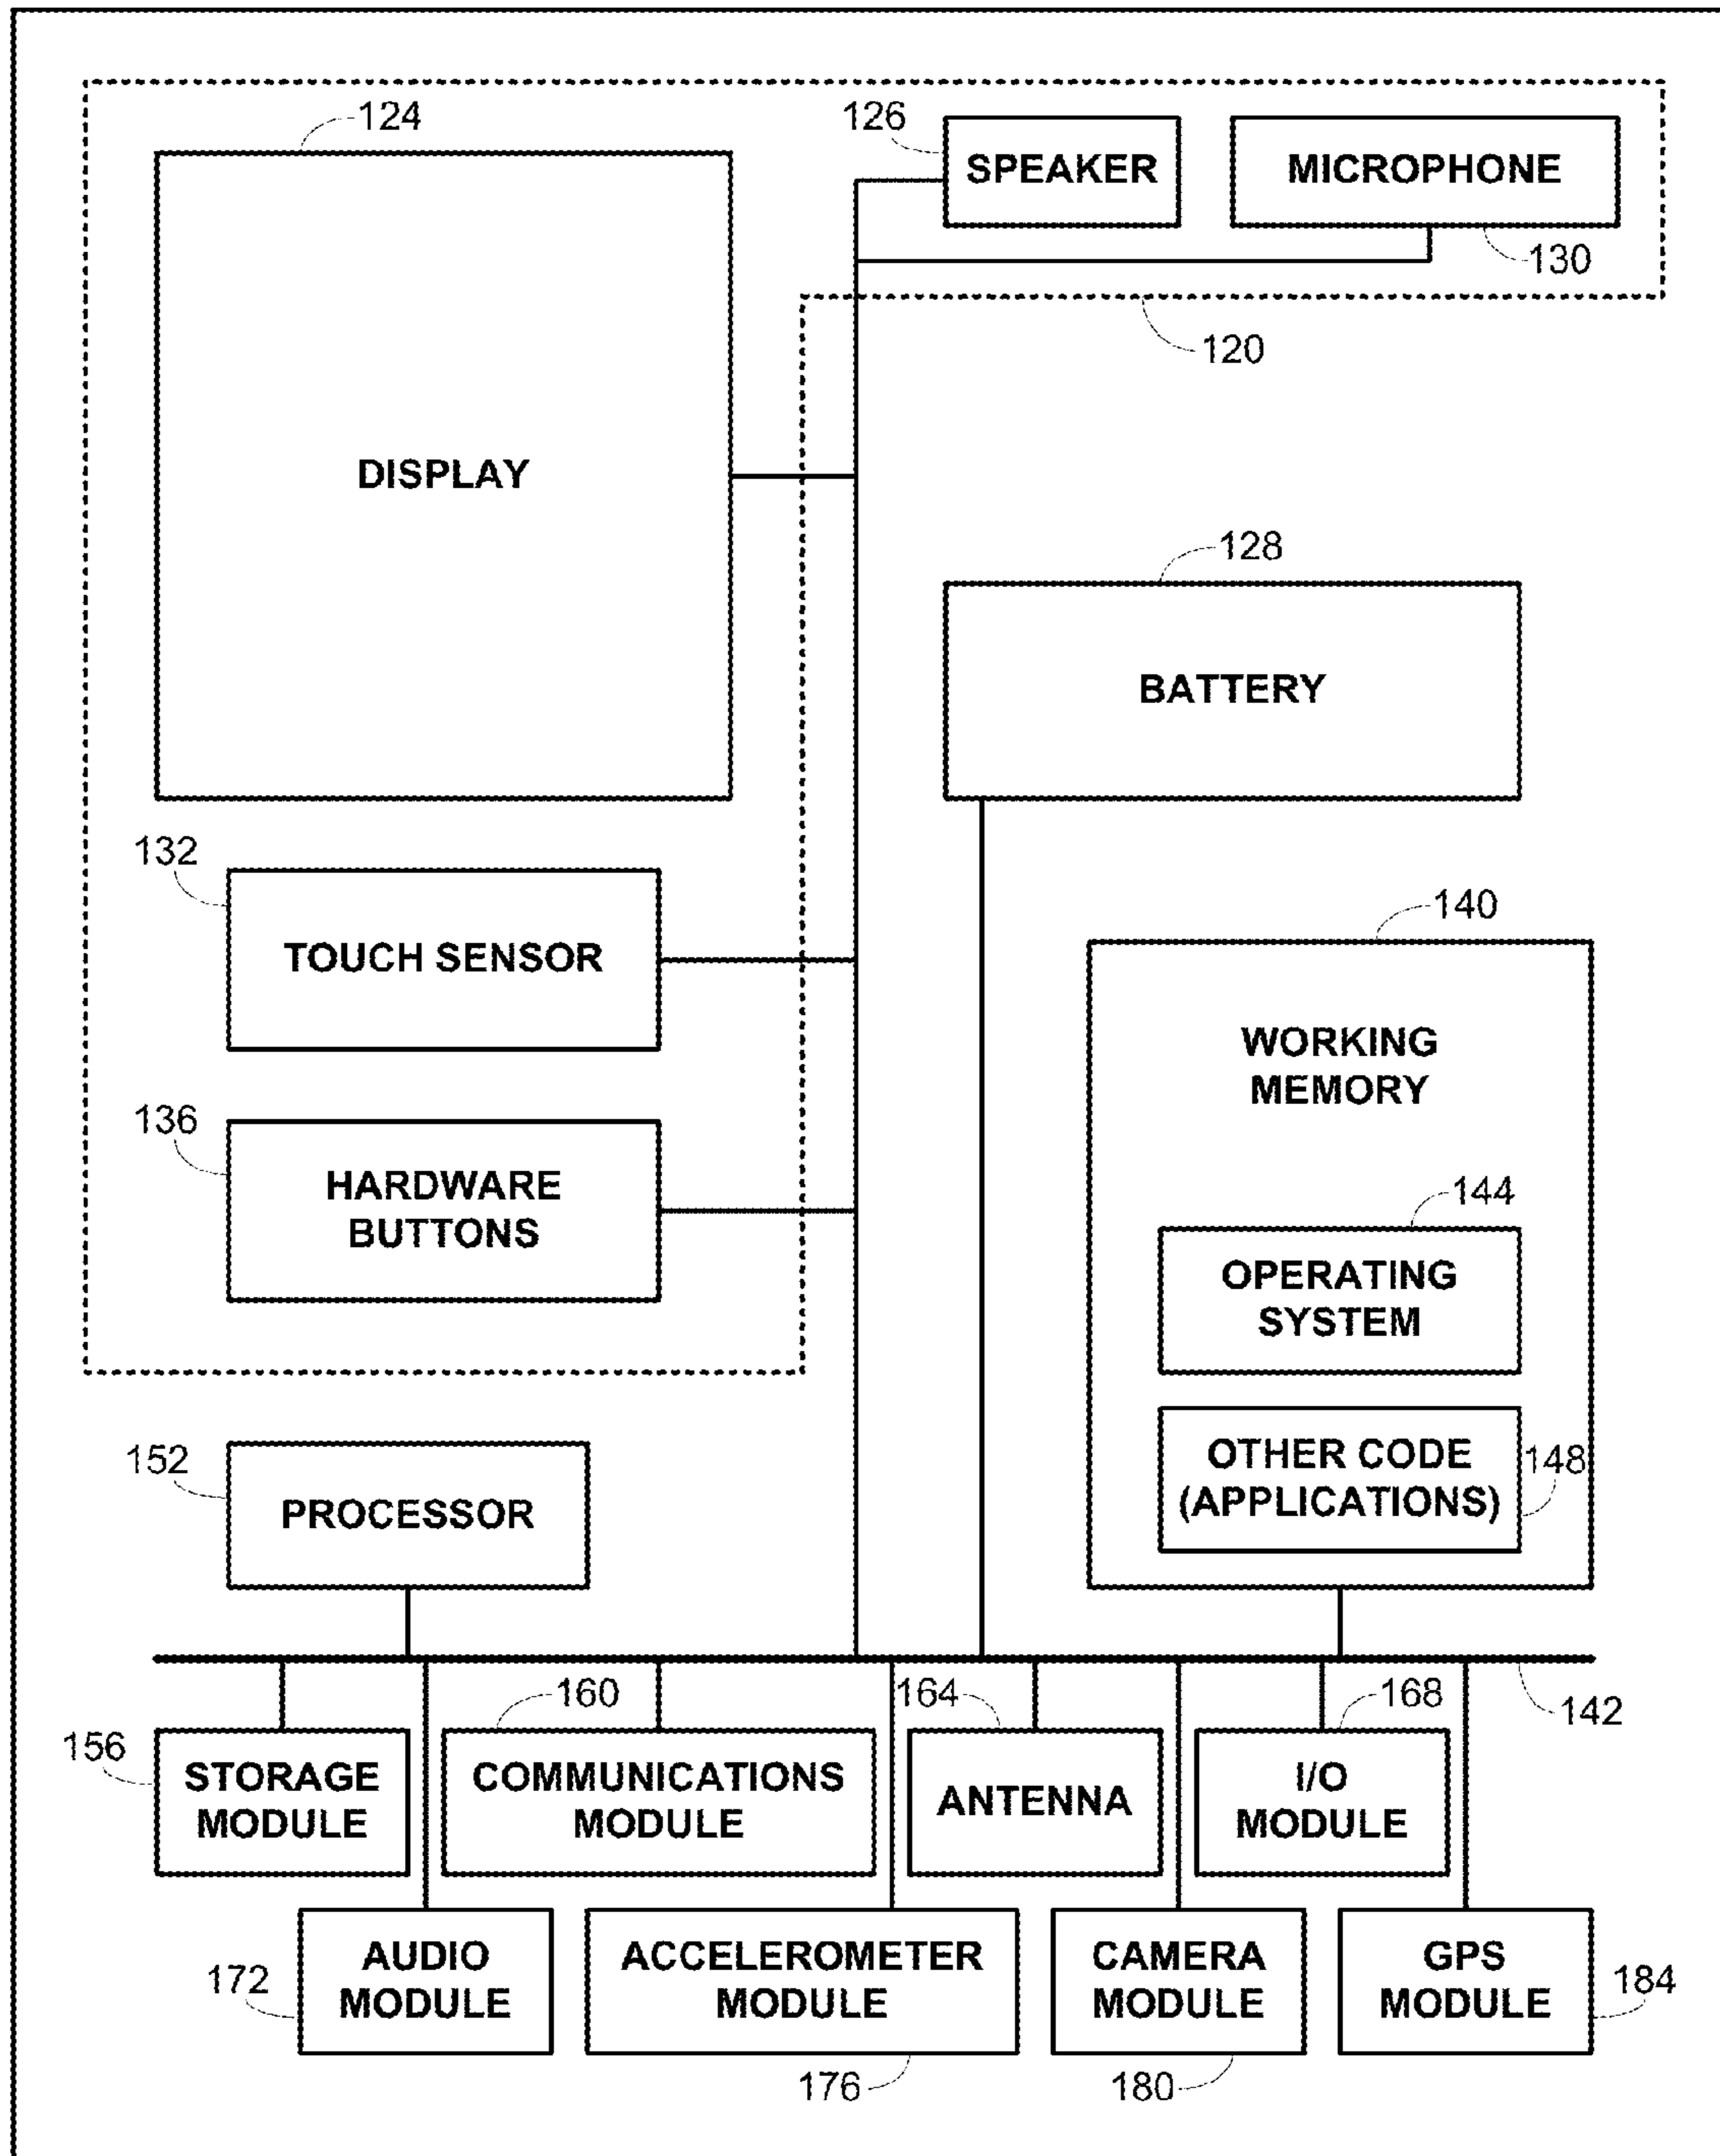 124
126
SPEAKER
MICROPHONE
130
120
DISPLAY
128
BATTERY
132
TOUCH SENSOR
140
WORKING
MEMORY
136
HARDWARE
BUTTONS
144
OPERATING
SYSTEM
152
PROCESSOR
OTHER CODE
(APPLICATIONS)
148
142
156
STORAGE
MODULE
160
COMMUNICATIONS
MODULE
164
ANTENNA
168
I/O
MODULE
172
AUDIO
MODULE
ACCELEROMETER
MODULE
176
CAMERA
MODULE
180
GPS
MODULE
184